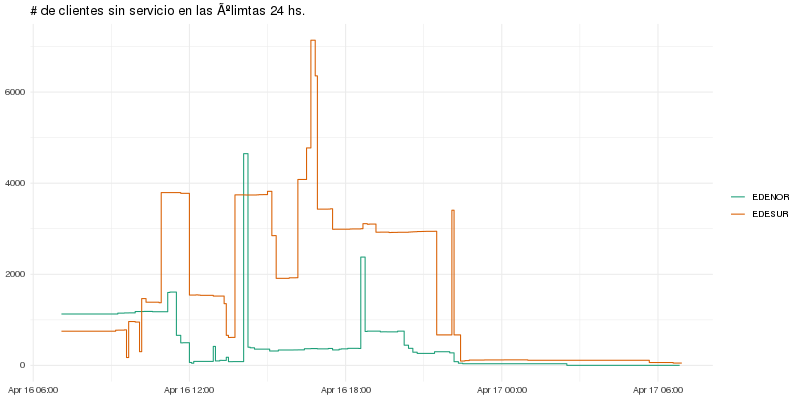 # de clientes sin servicio en las Ãºlimtas 24 hs.
6000
4000
2000
0
Apr 16 06:00
Apr 16 12:00
Apr 16 18:00
Apr 17 00:00
Apr 17 06:00
EDENOR
EDESUR